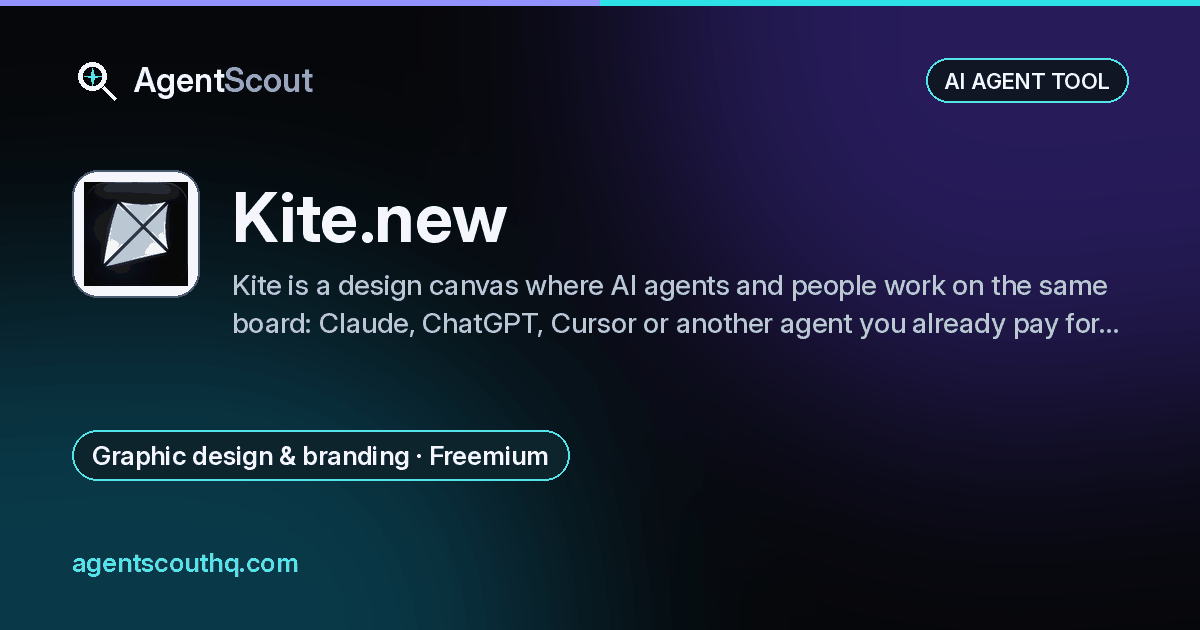 AgentScout
AI AGENT TOOL
Kite.new
Kite is a design canvas where AI agents and people work on the same
board: Claude, ChatGPT, Cursor or another agent you already pay for...
Graphic design & branding · Freemium
agentscouthq.com